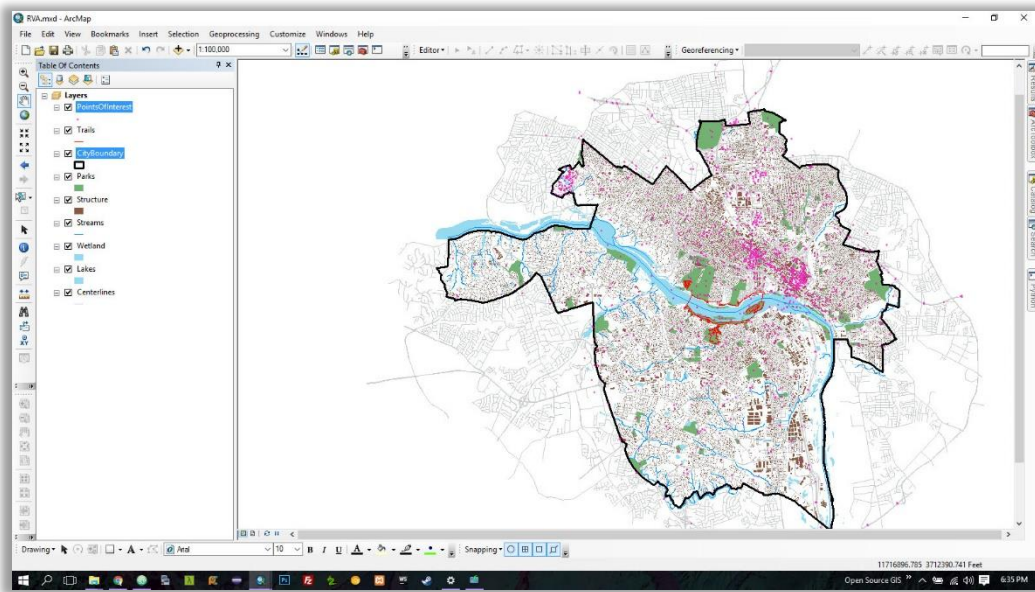 RVA.mxd - ArcMap
File Edit View Bookmarks Insert Selection Geoprocessing Customize Windows Help
1:100,000 Editor Georeferencing
Table Of Contents
Layers
PointsOfInterest
Trails
CityBoundary
Parks
Structure
Streams
Wetland
Lakes
Centerlines
Drawing A Arial 10 B I U A Snapping
11716896.785 3712390.741 Feet
Open Source GIS 6:35 PM